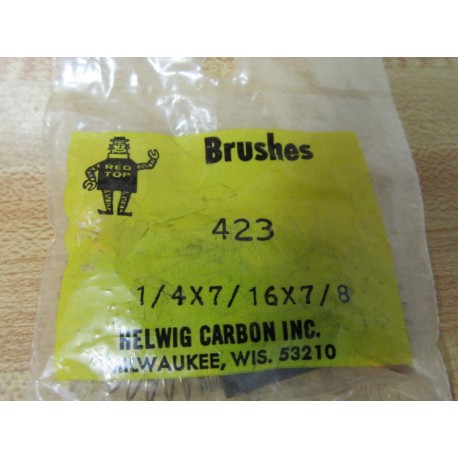 Brushes
RED
TOP
423
1/4X7/16X7/8
HELWIG CARBON INC.
MILWAUKEE, WIS. 53210